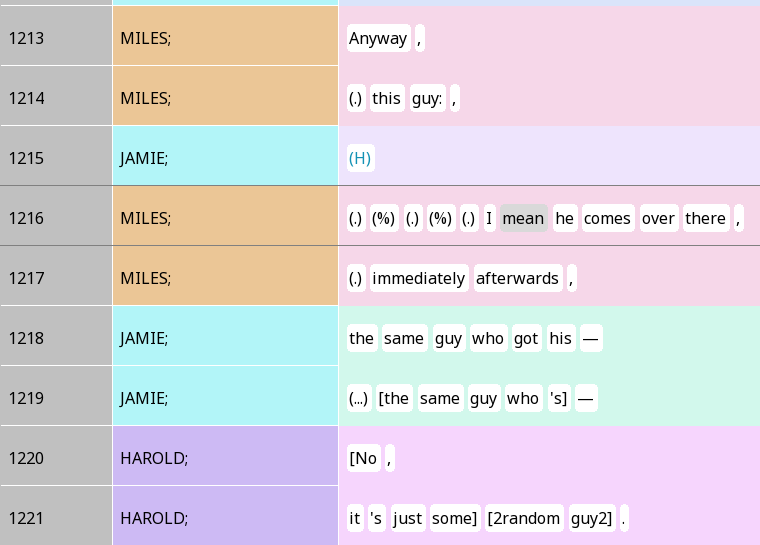 1213 MILES; Anyway ,
1214 MILES; (.) this guy: ,
1215 JAMIE; (H)
1216 MILES; (.) (%) (.) (%) (.) I mean he comes over there ,
1217 MILES; (.) immediately afterwards ,
1218 JAMIE; the same guy who got his —
1219 JAMIE; (...) [the same guy who 's] —
1220 HAROLD; [No ,
1221 HAROLD; it 's just some] [2random guy2] .